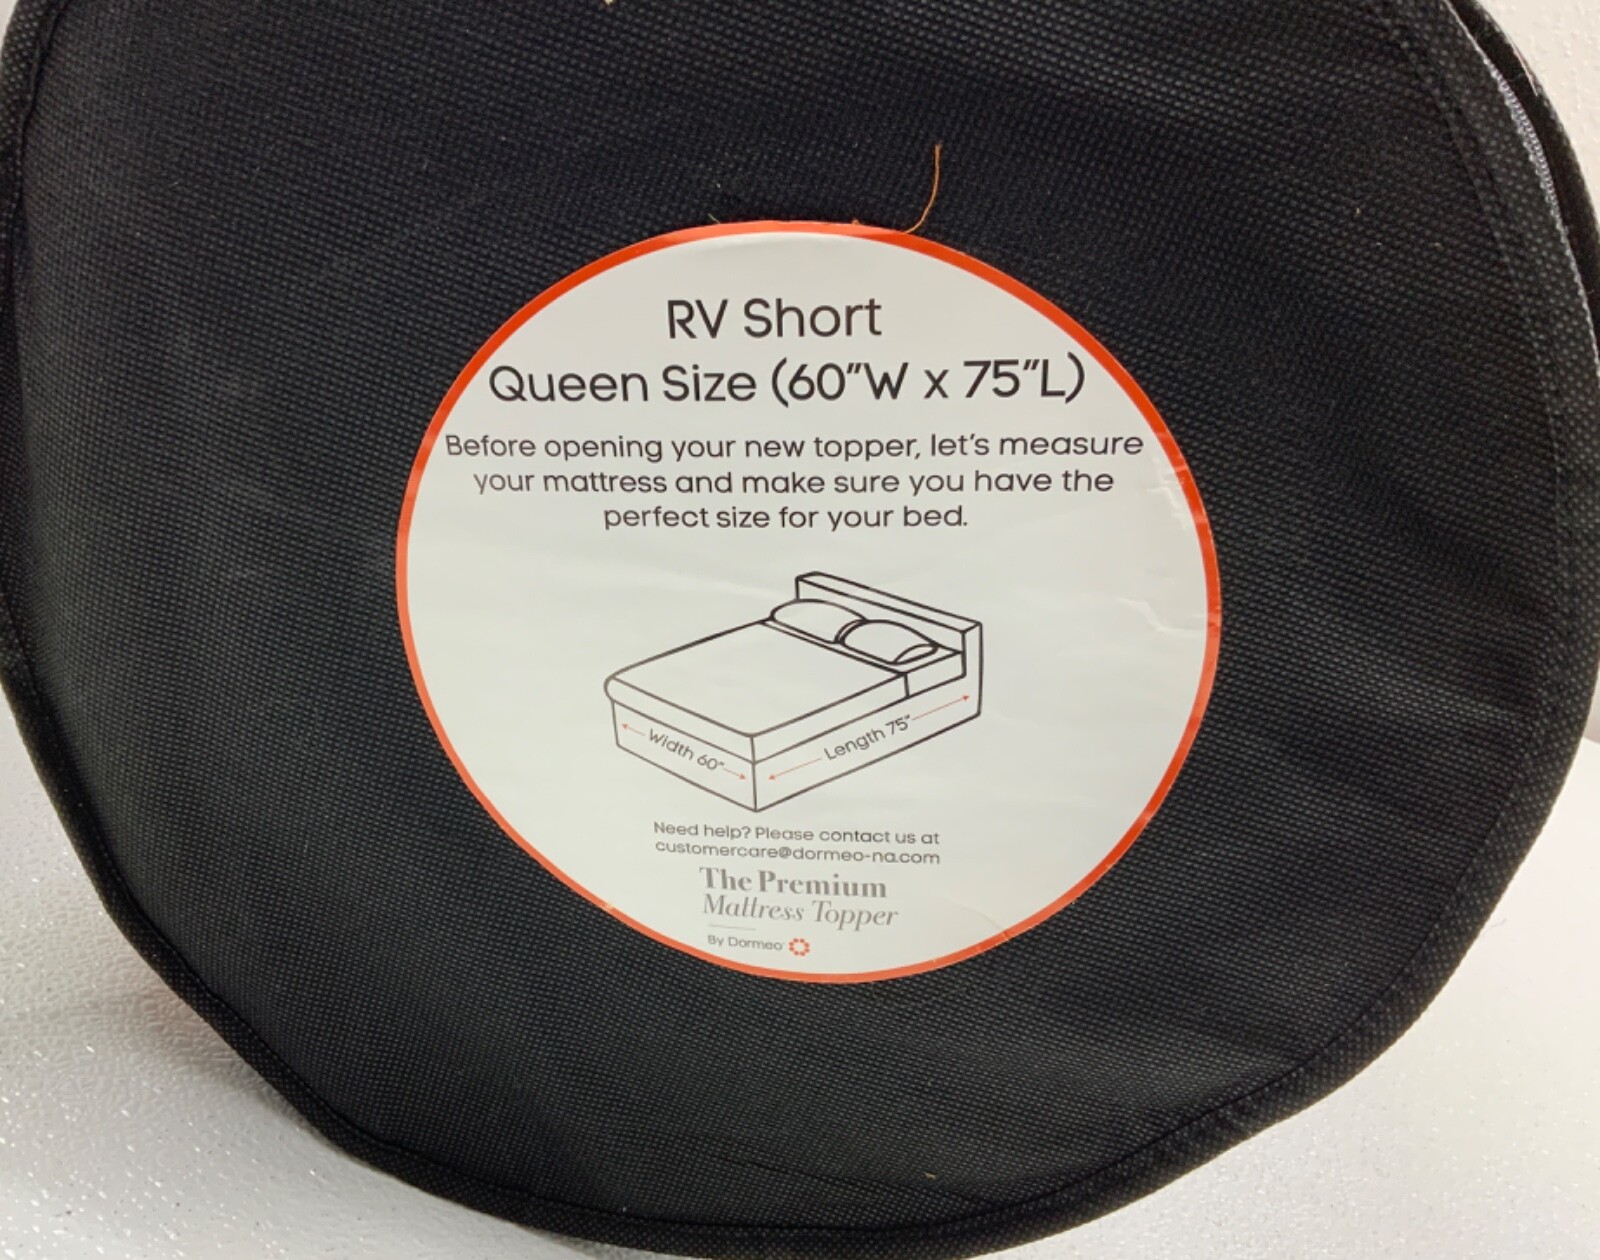 RV Short
Queen Size (60”W x 75”L)
Before opening your new topper, let’s measure
your mattress and make sure you have the
perfect size for your bed.
Width 60”
Length 75”
Need help? Please contact us at
customercare@dormeo-na.com
The Premium
Mattress Topper
By Dormeo